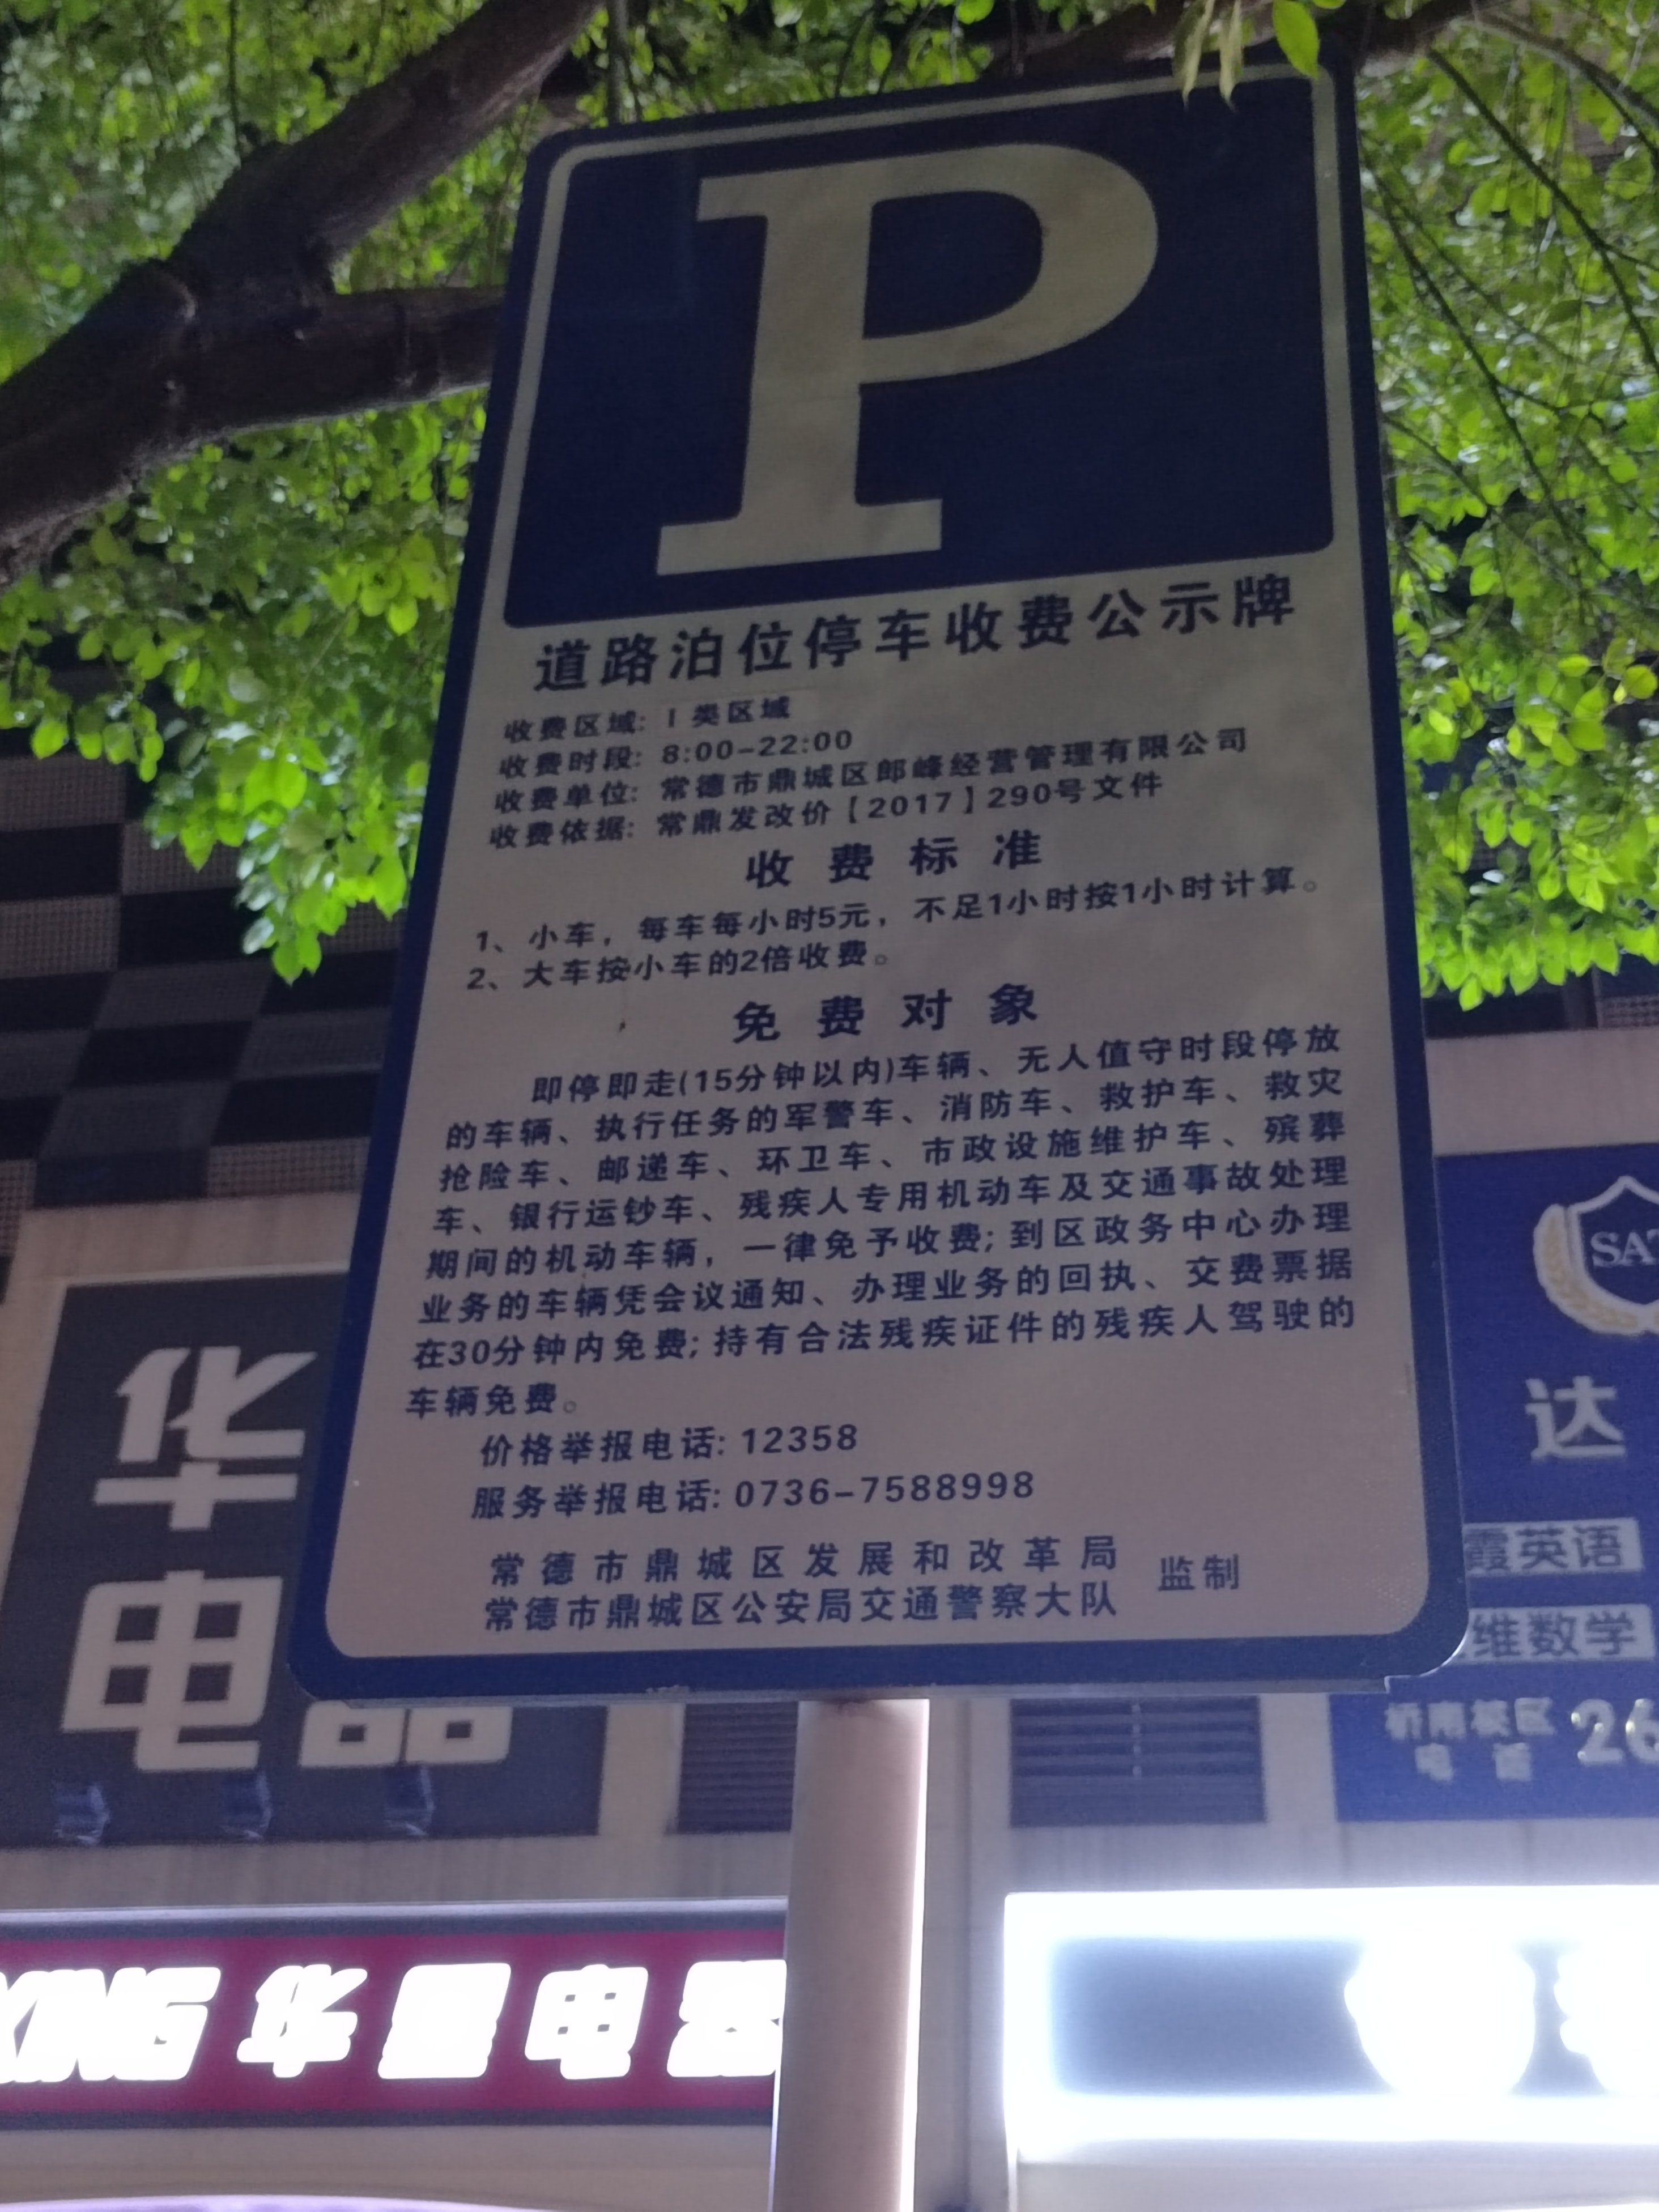 P
道路泊位停车收费公示牌
收费区域: I 类区域
收费时段: 8:00-22:00
收费单位: 常德市鼎城区郎峰经营管理有限公司
收费依据: 常鼎发改价【2017】290号文件
收费标准
1、小车，每车每小时5元，不足1小时按1小时计算。
2、大车按小车的2倍收费。
免费对象
即停即走(15分钟以内)车辆、无人值守时段停放
的车辆、执行任务的军警车、消防车、救护车、救灾
抢险车、邮递车、环卫车、市政设施维护车、殡葬
车、银行运钞车、残疾人专用机动车及交通事故处理
期间的机动车辆，一律免予收费; 到区政务中心办理
业务的车辆凭会议通知、办理业务的回执、交费票据
在30分钟内免费; 持有合法残疾证件的残疾人驾驶的
车辆免费。
价格举报电话: 12358
服务举报电话: 0736-7588998
常德市鼎城区发展和改革局
常德市鼎城区公安局交通警察大队
监制
华
电
SAT
达
霞英语
维数学
桥南校区
电话
26
XING 华星电器